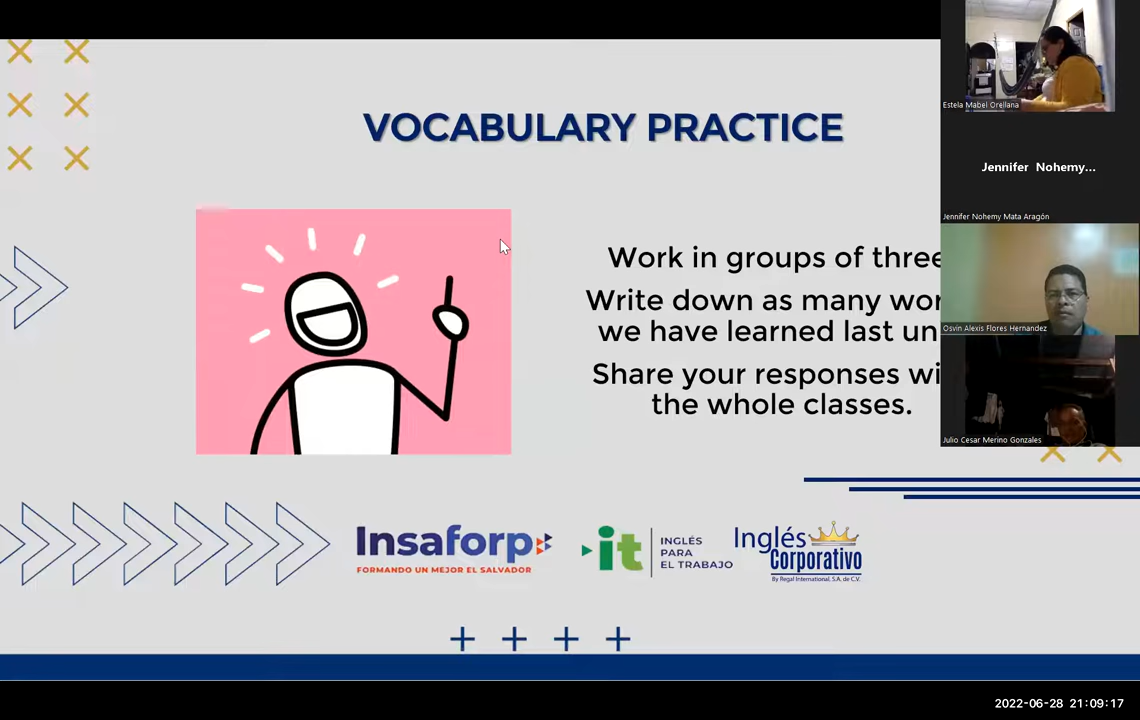 VOCABULARY PRACTICE
Work in groups of three
Write down as many wor
we have learned last un
Share your responses wi
the whole classes.
Estela Mabel Orellana
Jennifer Nohemy...
Jennifer Nohemy Mata Aragón
Osvin Alexis Flores Hernandez
Julio Cesar Merino Gonzales
Insaforp
FORMANDO UN MEJOR EL SALVADOR
it
INGLÉS
PARA
EL TRABAJO
Inglés
Corporativo
By Regal International, S.A. de C.V.
2022-06-28 21:09:17